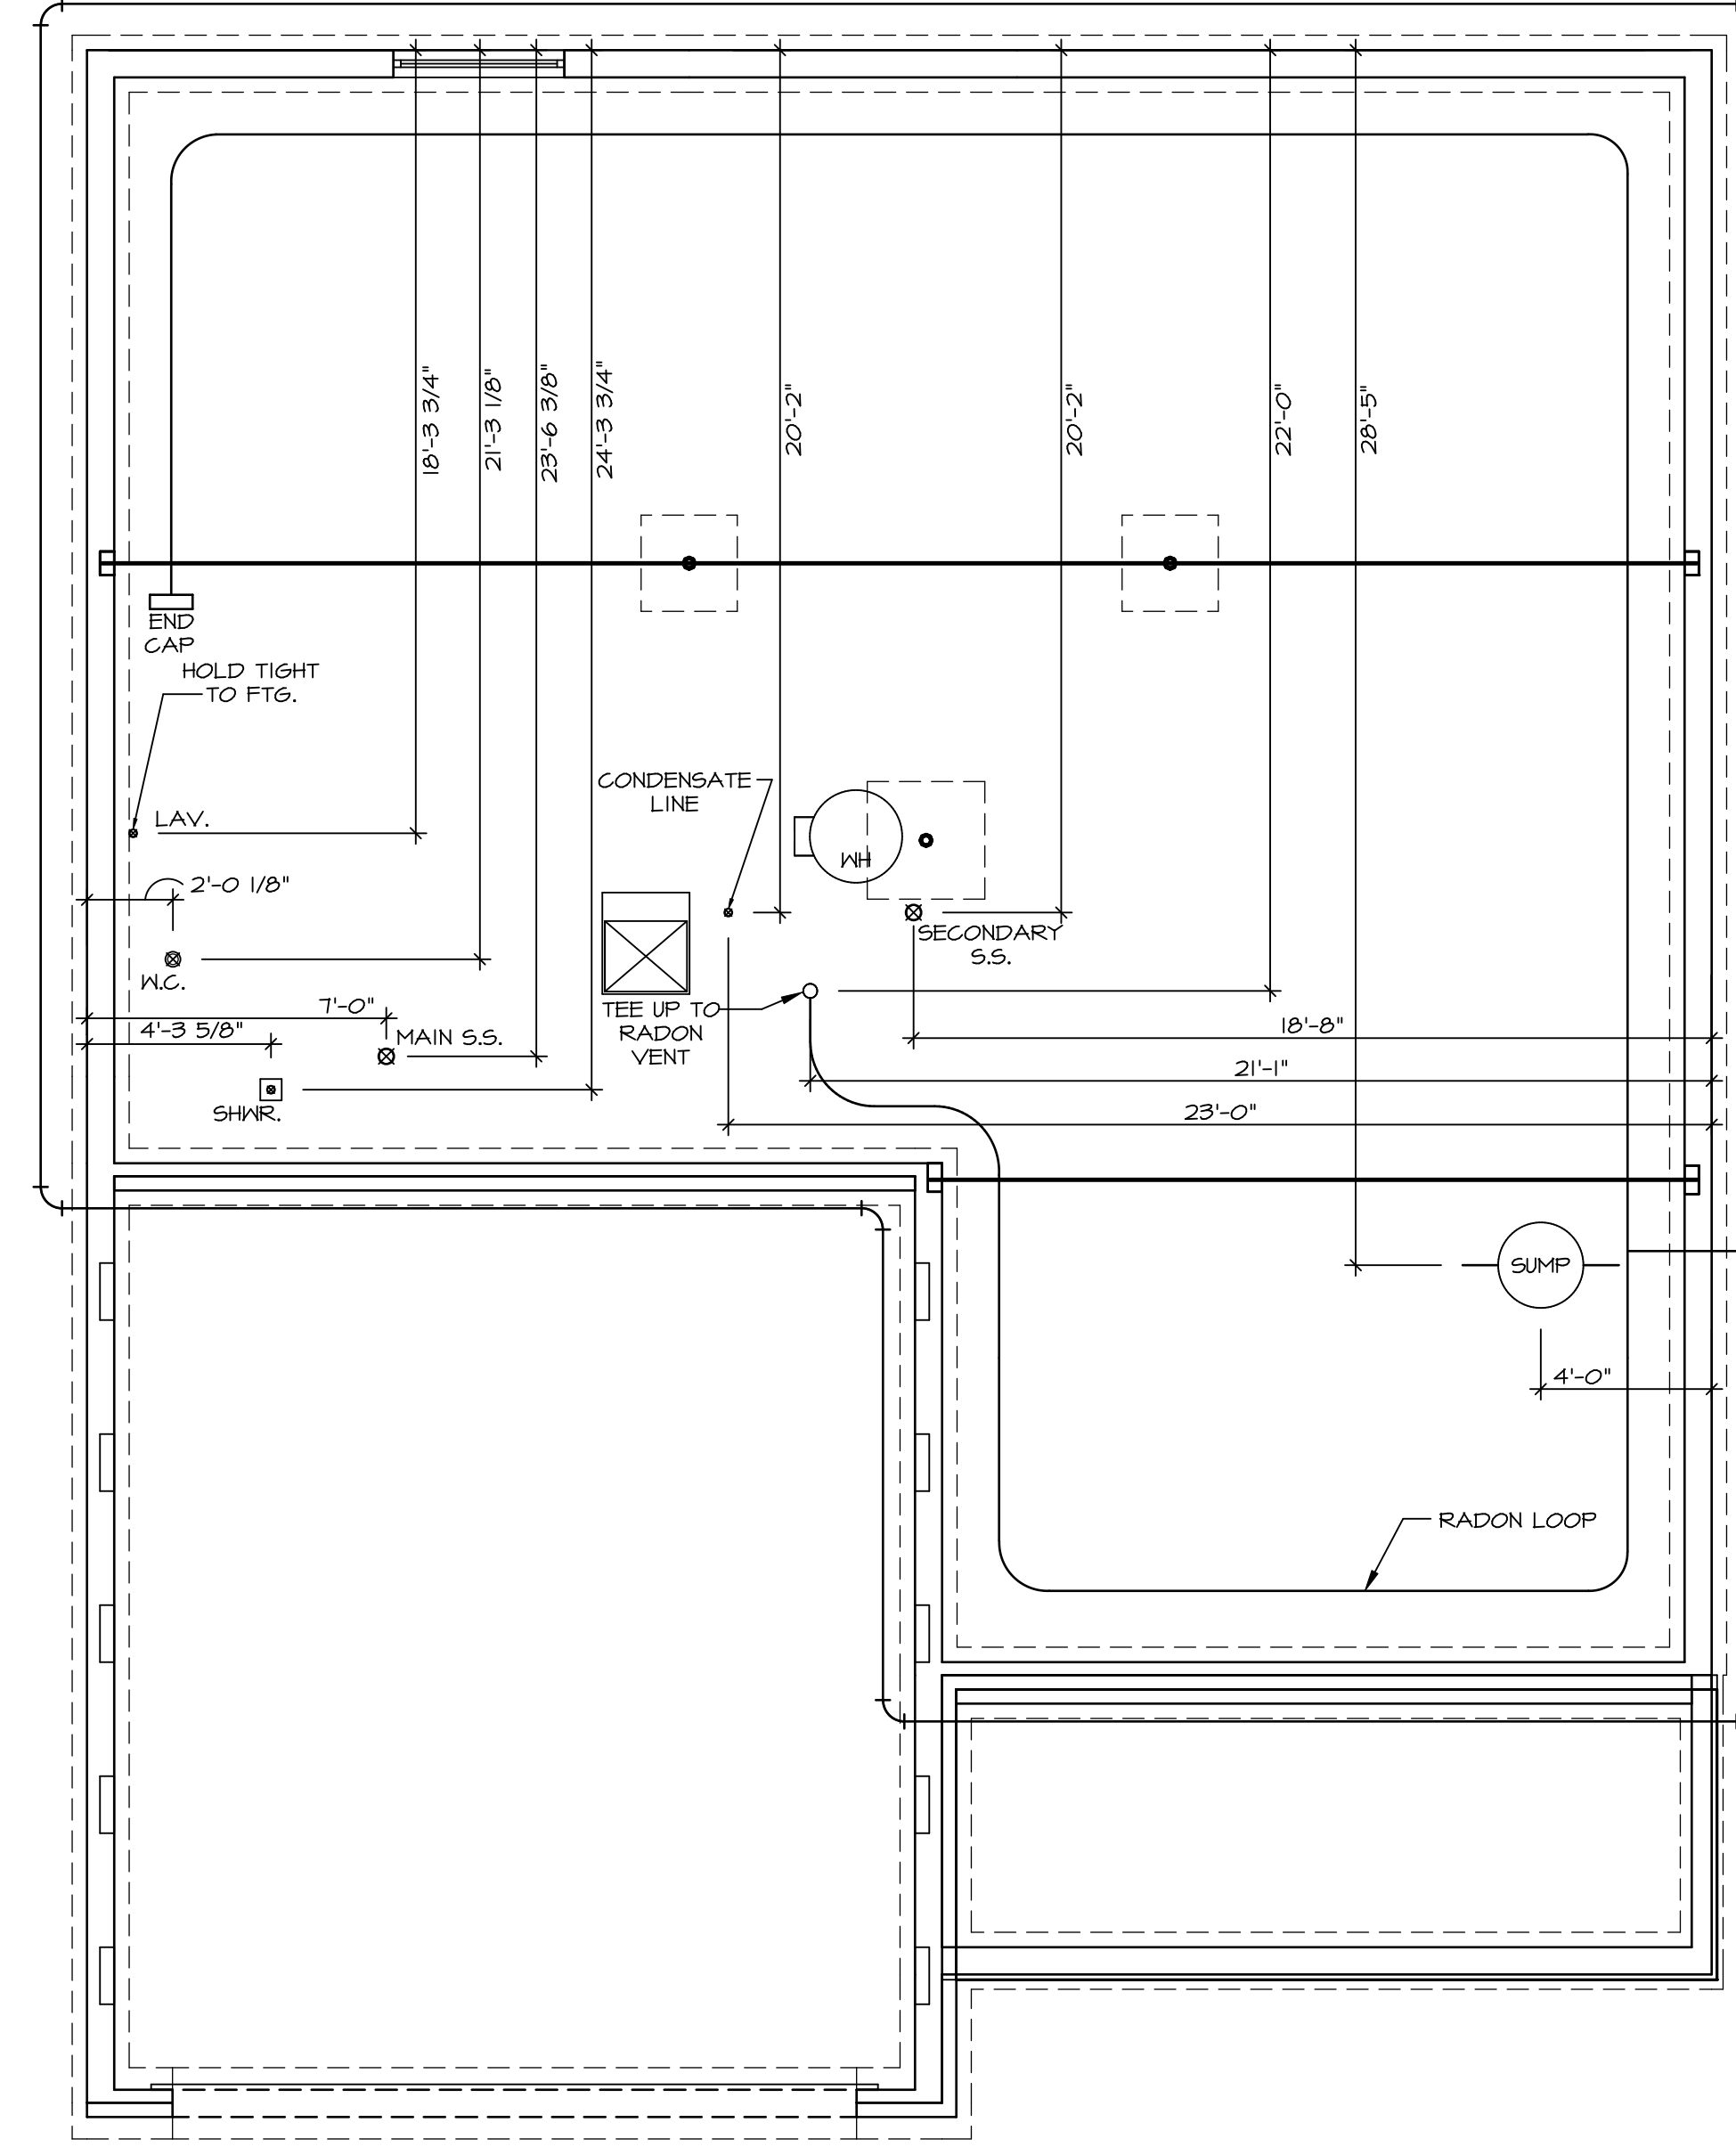 18'-3 3/4"
21'-3 1/8"
23'-6 3/8"
24'-3 3/4"
20'-2"
20'-2"
22'-0"
28'-5"
END
CAP
HOLD TIGHT
TO FTG.
CONDENSATE
LINE
LAV.
WH
2'-0 1/8"
SECONDARY
S.S.
W.C.
7'-0"
TEE UP TO
RADON
VENT
4'-3 5/8"
MAIN S.S.
18'-8"
21'-1"
SHWR.
23'-0"
SUMP
4'-0"
RADON LOOP